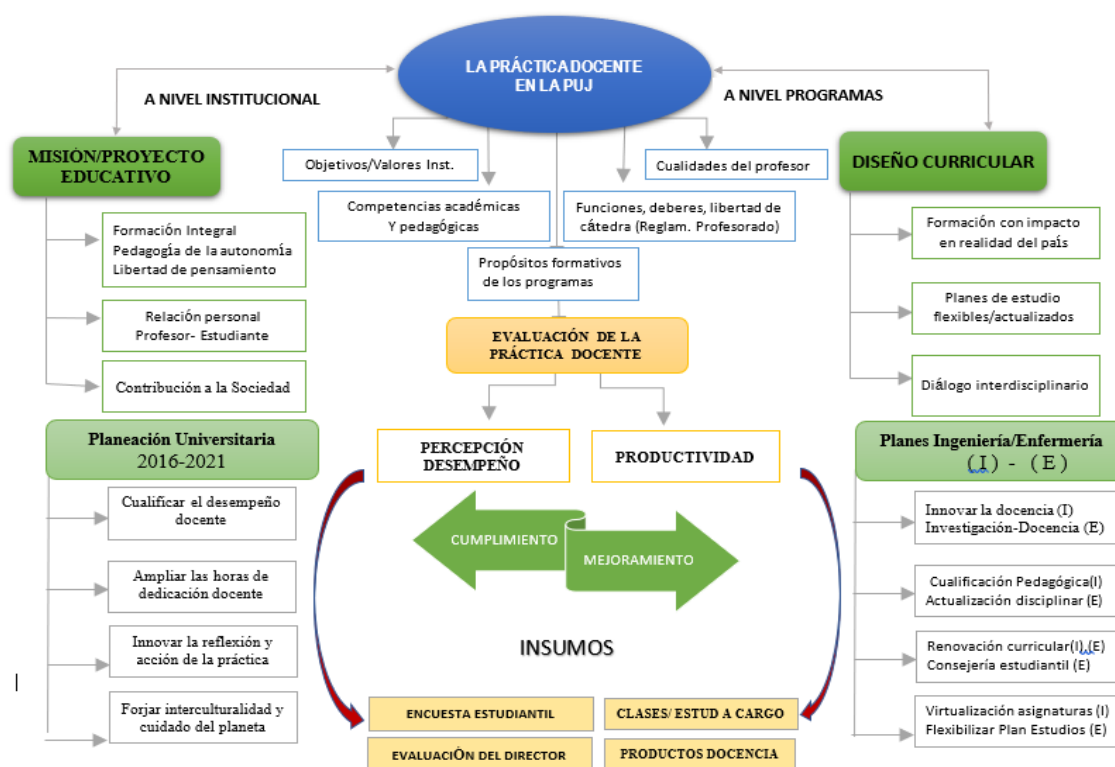 LA PRÁCTICA DOCENTE
EN LA PUJ
A NIVEL INSTITUCIONAL
A NIVEL PROGRAMAS
MISIÓN/PROYECTO
EDUCATIVO
Formación Integral
Pedagogía de la autonomía
Libertad de pensamiento
Relación personal
Profesor- Estudiante
Contribución a la Sociedad
Objetivos/Valores Inst.
Competencias académicas
Y pedagógicas
Propósitos formativos
de los programas
Funciones, deberes, libertad de
cátedra (Reglam. Profesorado)
Cualidades del profesor
DISEÑO CURRICULAR
Formación con impacto
en realidad del país
Planes de estudio
flexibles/actualizados
Diálogo interdisciplinario
EVALUACIÓN DE LA
PRÁCTICA DOCENTE
PERCEPCIÓN
DESEMPEÑO
PRODUCTIVIDAD
CUMPLIMIENTO
MEJORAMIENTO
INSUMOS
ENCUESTA ESTUDIANTIL
CLASES/ ESTUD A CARGO
EVALUACIÓN DEL DIRECTOR
PRODUCTOS DOCENCIA
Planeación Universitaria
2016-2021
Cualificar el desempeño
docente
Ampliar las horas de
dedicación docente
Innovar la reflexión y
acción de la práctica
Forjar interculturalidad y
cuidado del planeta
Planes Ingeniería/Enfermería
(I) - (E)
Innovar la docencia (I)
Investigación-Docencia (E)
Cualificación Pedagógica(I)
Actualización disciplinar (E)
Renovación curricular(I),(E)
Consejería estudiantil (E)
Virtualización asignaturas (I)
Flexibilizar Plan Estudios (E)